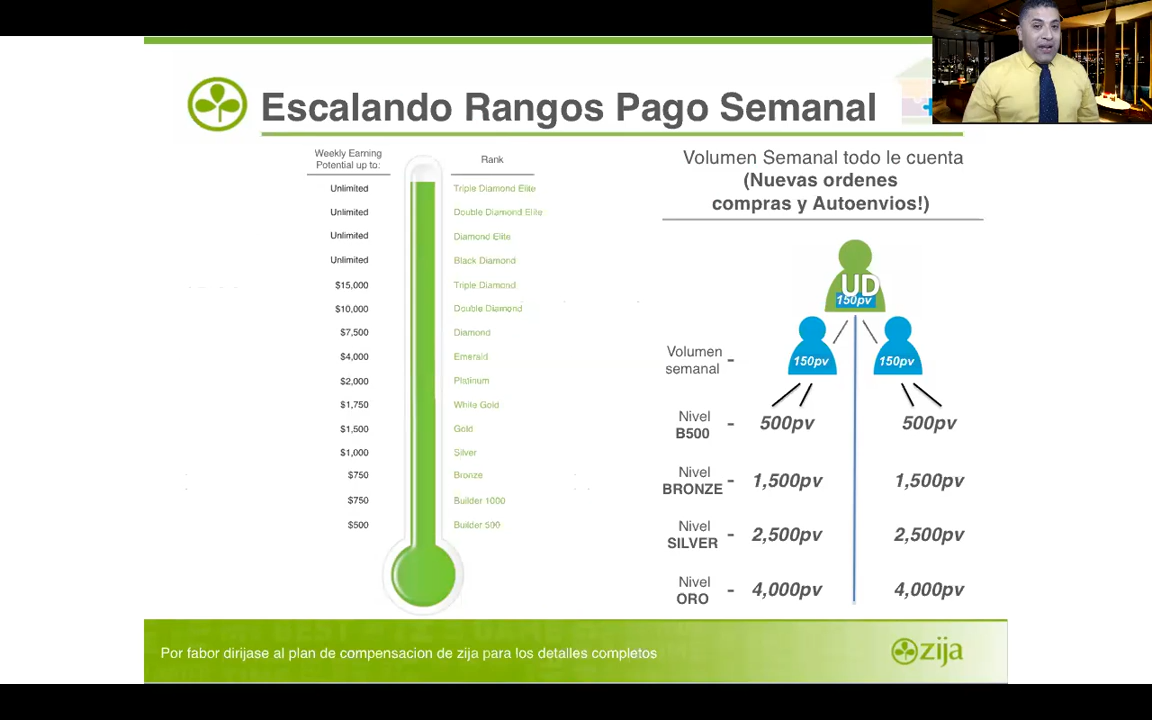 Escalando Rangos Pago Semanal
Weekly Earning
Potential up to:
Rank
Unlimited Triple Diamond Elite
Unlimited Double Diamond Elite
Unlimited Diamond Elite
Unlimited Black Diamond
$15,000 Triple Diamond
$10,000 Double Diamond
$7,500 Diamond
$4,000 Emerald
$2,000 Platinum
$1,750 White Gold
$1,500 Gold
$1,000 Silver
$750 Bronze
$750 Builder 1000
$500 Builder 500
Volumen Semanal todo le cuenta
(Nuevas ordenes
compras y Autoenvios!)
UD
150pv
Volumen
semanal -
150pv 150pv
Nivel
B500 - 500pv 500pv
Nivel
BRONZE - 1,500pv 1,500pv
Nivel
SILVER - 2,500pv 2,500pv
Nivel
ORO - 4,000pv 4,000pv
Por fabor dirijase al plan de compensacion de zija para los detalles completos
zija